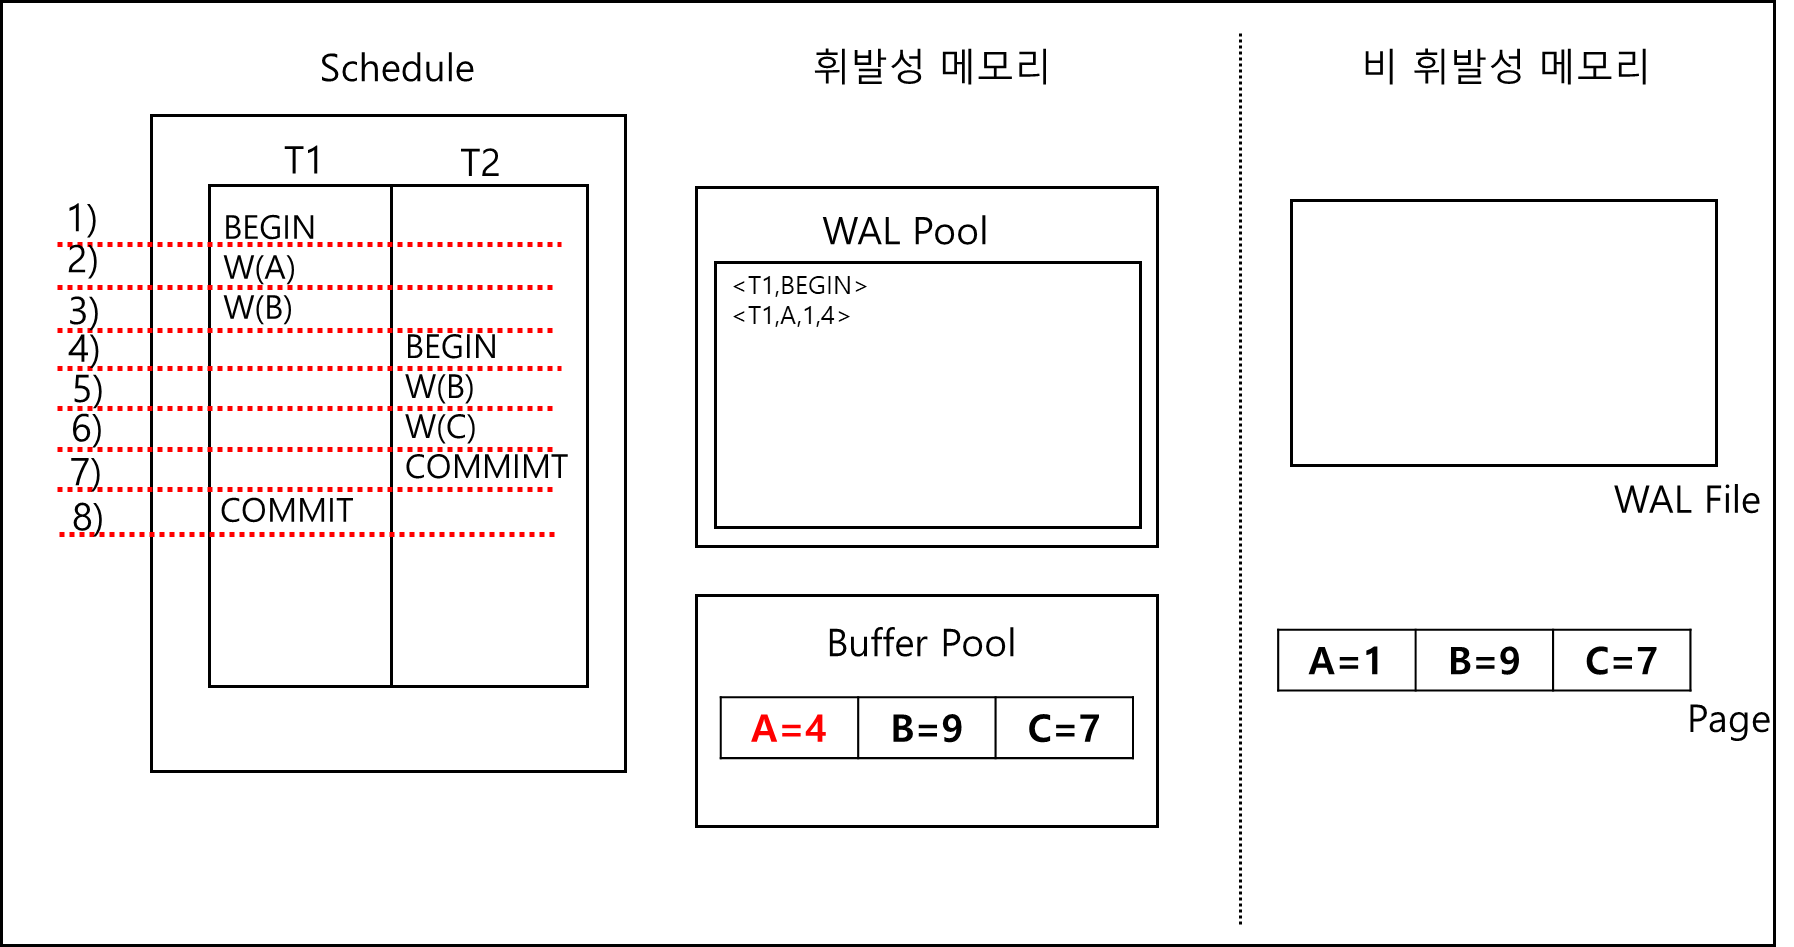 Schedule
휘발성 메모리
비 휘발성 메모리
T1
T2
1)
BEGIN
2)
W(A)
3)
W(B)
4)
BEGIN
5)
W(B)
6)
W(C)
7)
COMMIMT
8)
COMMIT
WAL Pool
<T1,BEGIN>
<T1,A,1,4>
WAL File
Buffer Pool
A=4
B=9
C=7
A=1
B=9
C=7
Page